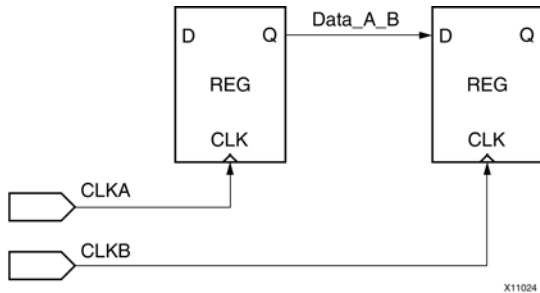 Data_A_B
D Q
REG
CLK
D Q
REG
CLK
CLKA
CLKB
X11024